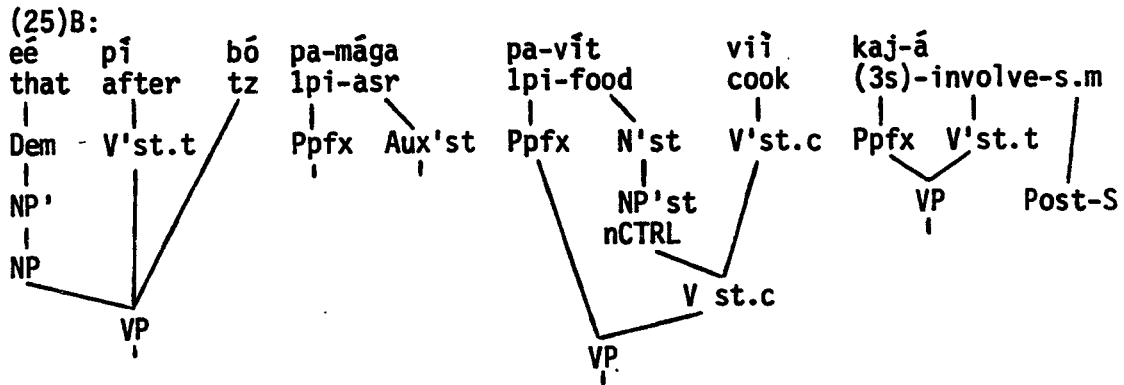 (25)B:
eé pí bó pa-mága pa-vít viì kaj-á
that after tz 1pi-asr 1pi-food cook (3s)-involve-s.m
Dem - V'st.t Ppfx Aux'st Ppfx N'st V'st.c Ppfx V'st.t
NP' NP'st VP Post-S
nCTRL
NP
V st.c
VP
VP